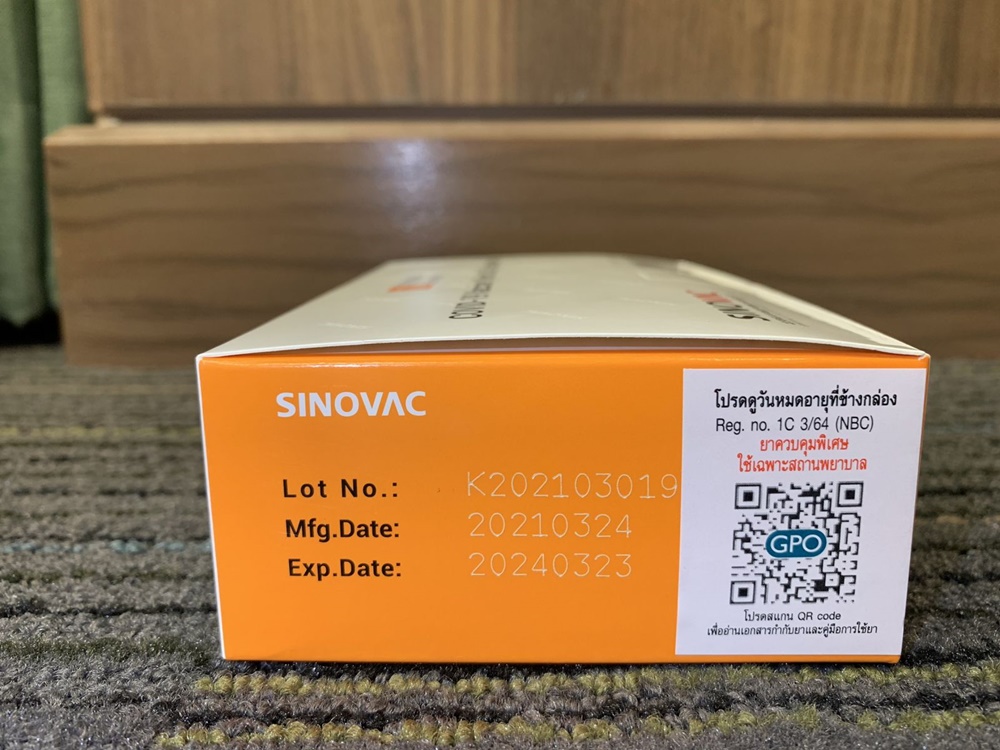 COVID-19
SINOVAC
SINOVAC
Lot No.: K202103019
Mfg.Date: 20210324
Exp.Date: 20240323
โปรดดูวันหมดอายุที่ข้างกล่อง
Reg. no. 1C 3/64 (NBC)
ยาควบคุมพิเศษ
ใช้เฉพาะสถานพยาบาล
GPO
โปรดสแกน QR code
เพื่ออ่านเอกสารกำกับยาและคู่มือการใช้ยา